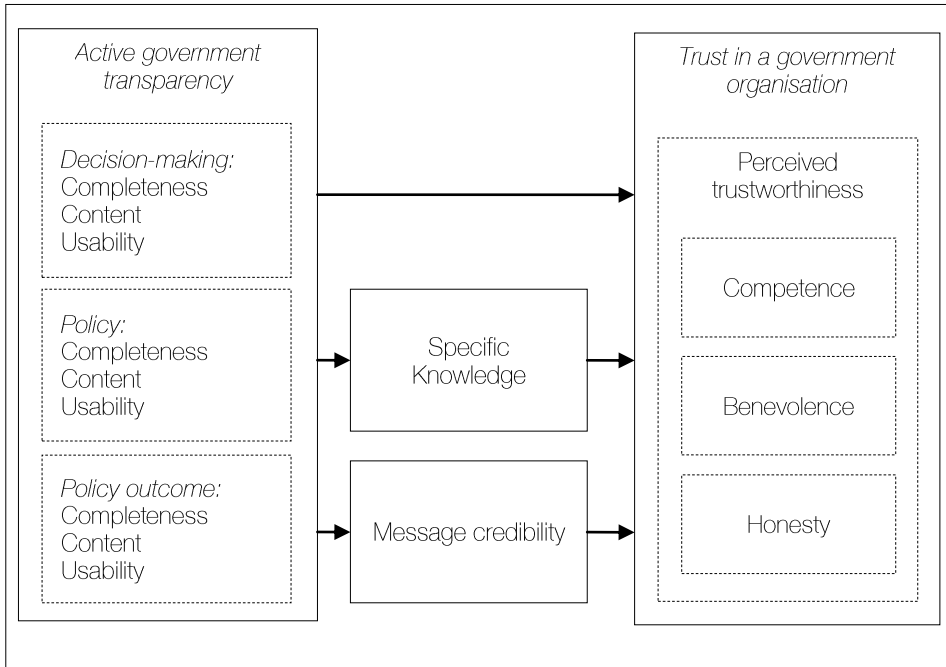 Active government
transparency
Decision-making:
Completeness
Content
Usability
Policy:
Completeness
Content
Usability
Policy outcome:
Completeness
Content
Usability
Specific
Knowledge
Message credibility
Trust in a government
organisation
Perceived
trustworthiness
Competence
Benevolence
Honesty